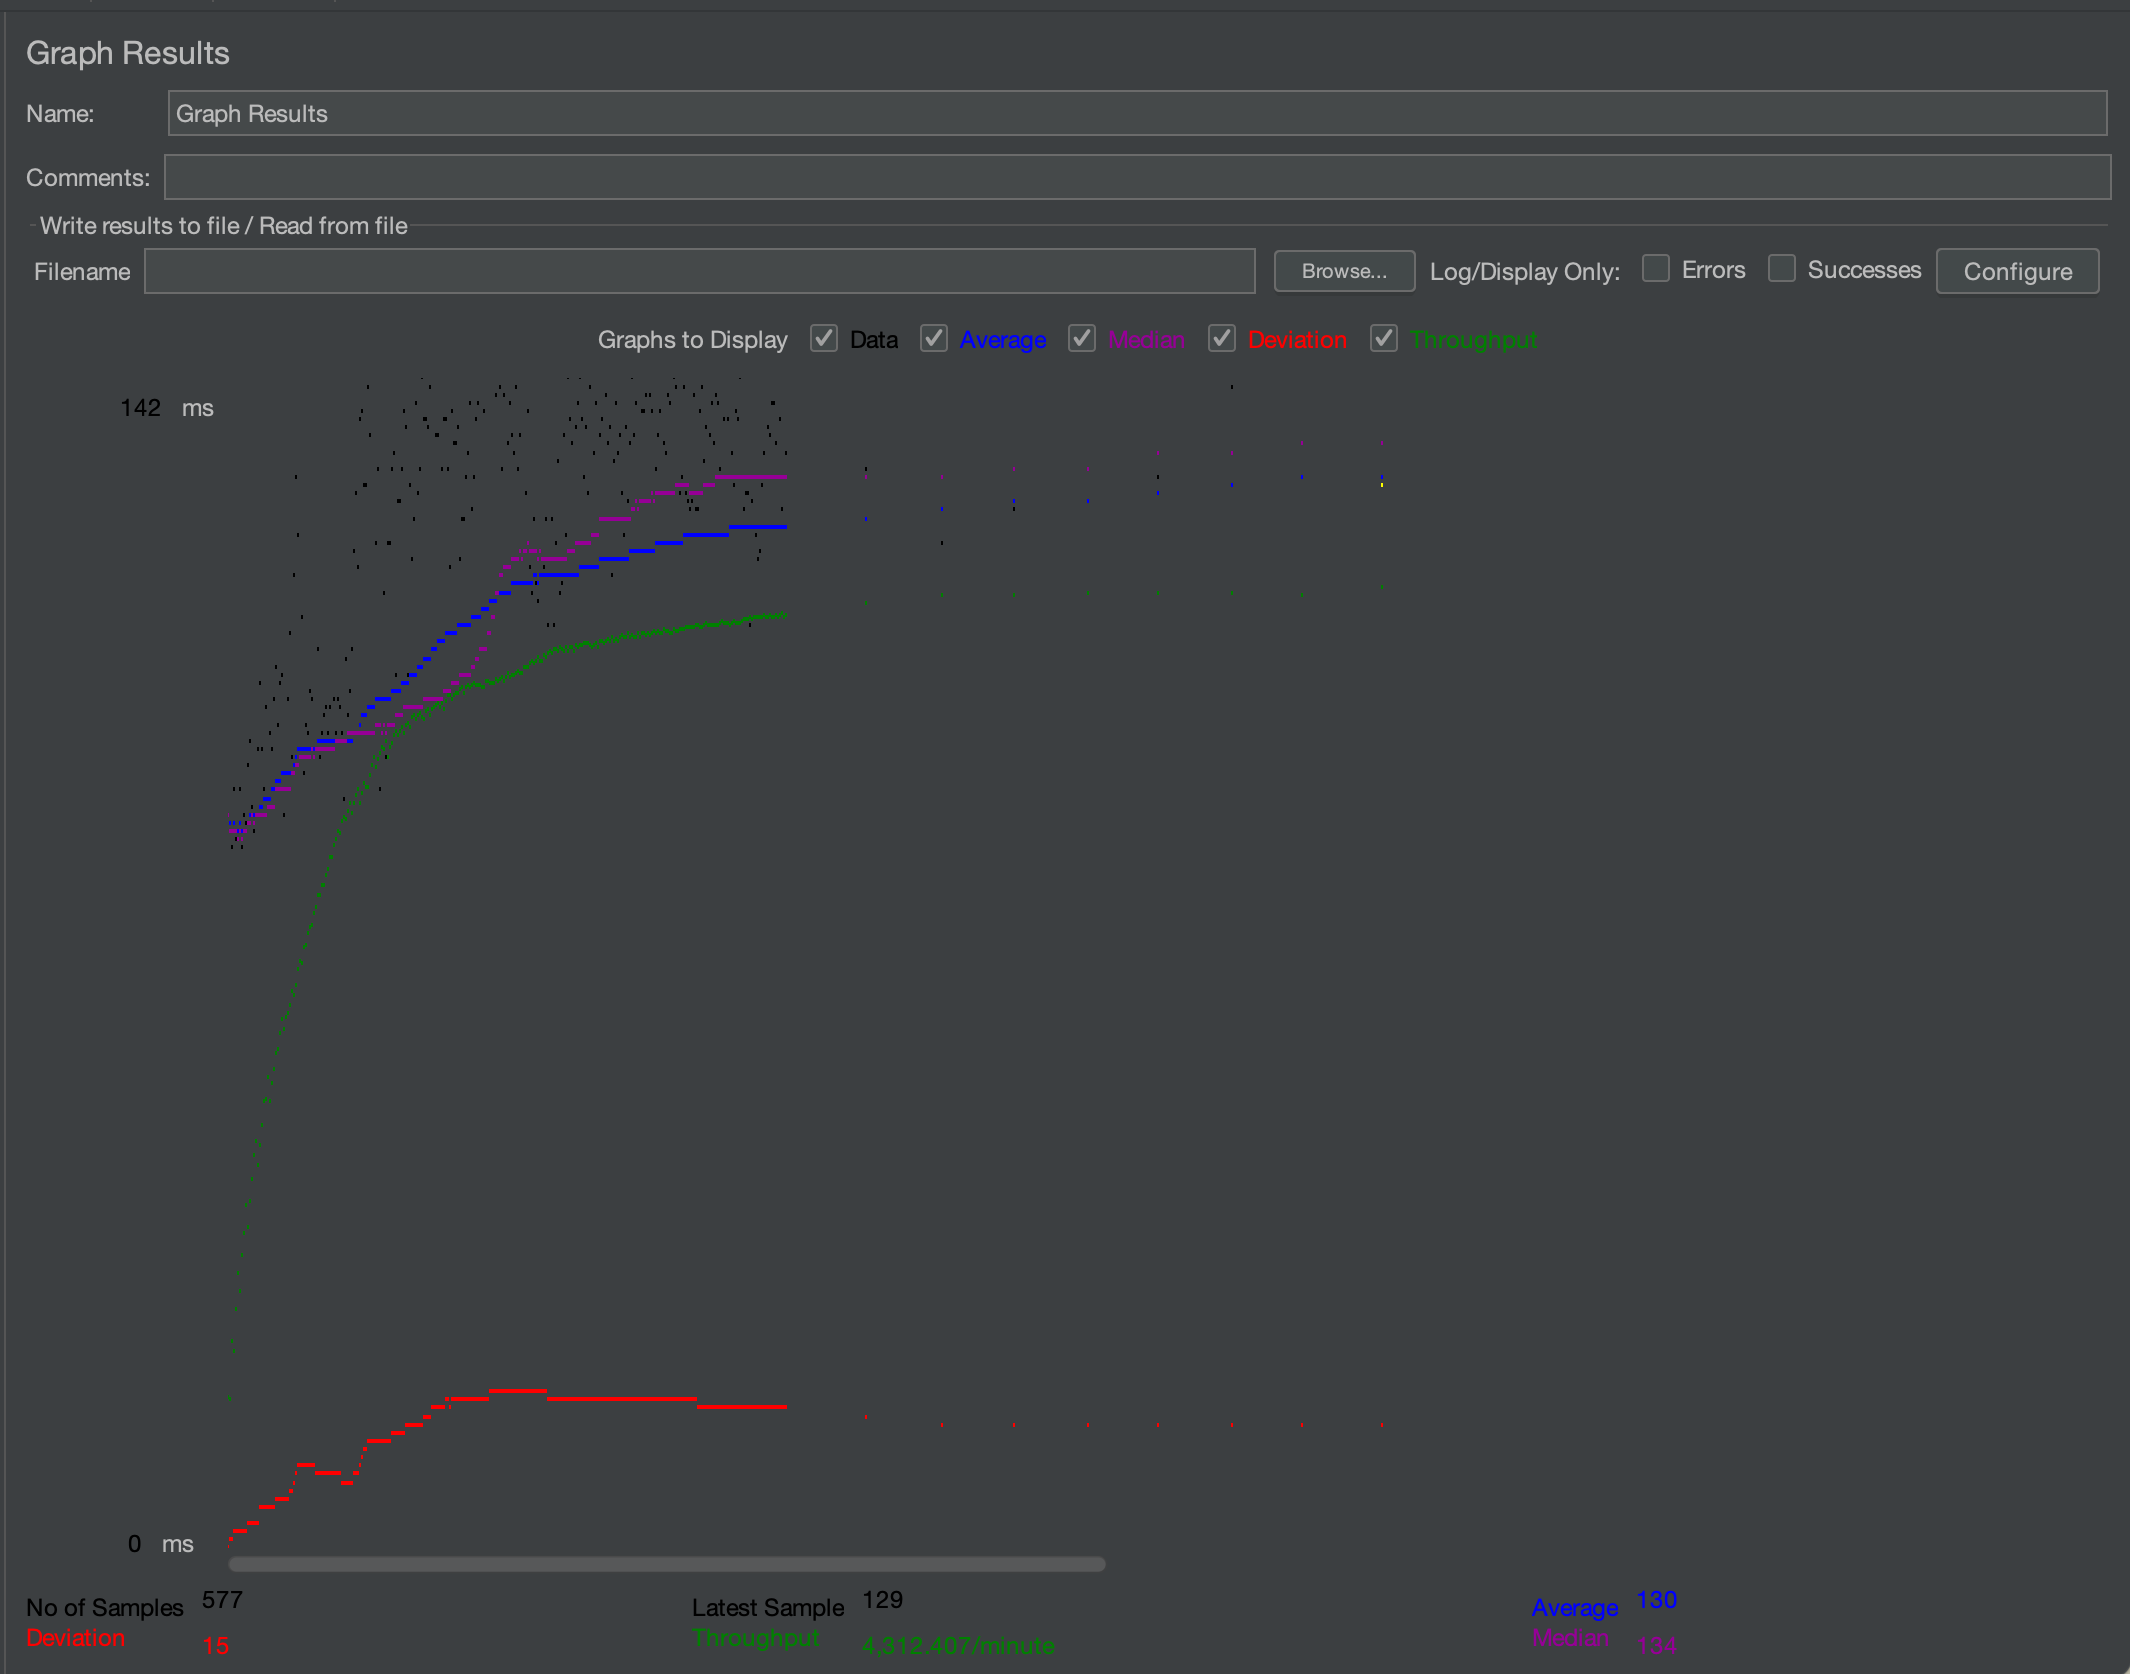 Graph Results
Name: Graph Results
Comments:
Write results to file / Read from file
Filename Browse... Log/Display Only: Errors Successes Configure
Graphs to Display Data Average Median Deviation Throughput
142 ms
0 ms
No of Samples 577 Latest Sample 129 Average 130
Deviation 15 Throughput 4,312.407/minute Median 134